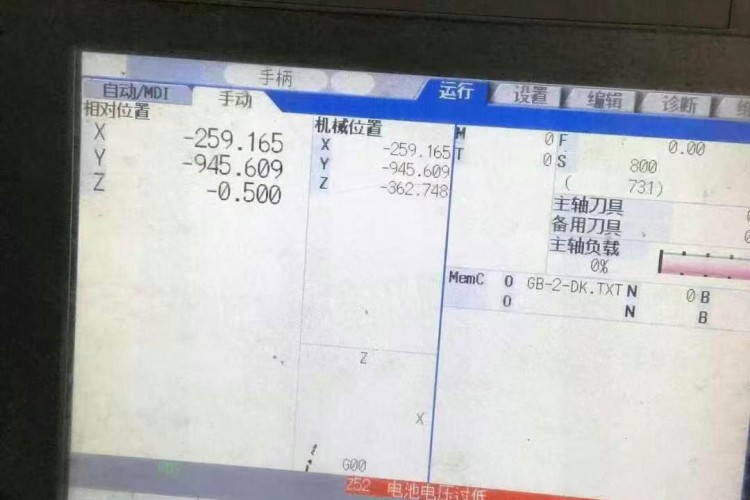 手柄
自动/MDI 手动 运行 设置 编辑 诊断
相对位置
X -259.165
Y -945.609
Z -0.500
机械位置
X -259.165
Y -945.609
Z -362.748
M 0
T 0
F 0.00
S 800
( 731)
主轴刀具
备用刀具
主轴负载
0%
MemC 0 GB-2-DK.TXT N 0 B
0 N B
Z
X
G00
Z52 电池电压过低